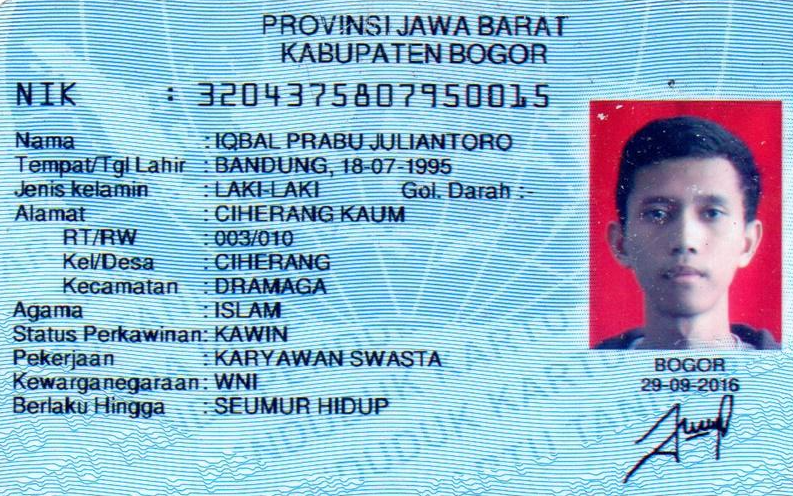 PROVINSI JAWA BARAT
KABUPATEN BOGOR
NIK : 3204375807950015
Nama : IQBAL PRABU JULIANTORO
Tempat/Tgl Lahir : BANDUNG, 18-07-1995
Jenis kelamin : LAKI-LAKI Gol. Darah :-
Alamat : CIHERANG KAUM
RT/RW : 003/010
Kel/Desa : CIHERANG
Kecamatan : DRAMAGA
Agama : ISLAM
Status Perkawinan: KAWIN
Pekerjaan : KARYAWAN SWASTA
Kewarganegaraan: WNI
Berlaku Hingga : SEUMUR HIDUP
BOGOR
29-09-2016